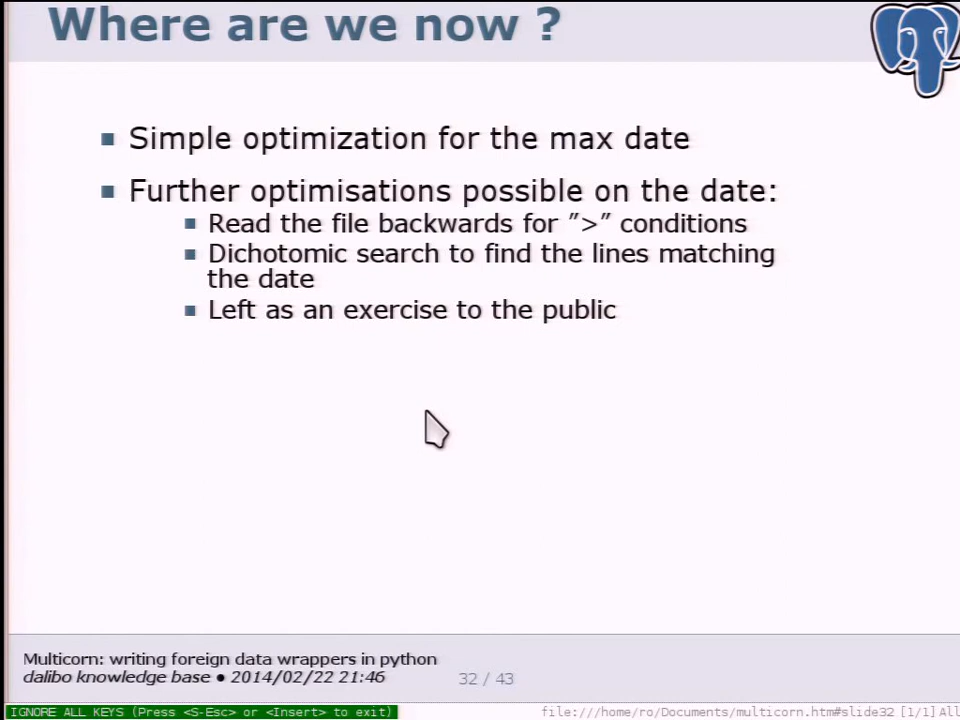 Where are we now ?
Simple optimization for the max date
Further optimisations possible on the date:
Read the file backwards for ”>” conditions
Dichotomic search to find the lines matching
the date
Left as an exercise to the public
Multicorn: writing foreign data wrappers in python
dalibo knowledge base • 2014/02/22 21:46
32 / 43
IGNORE ALL KEYS (Press <S-Esc> or <Insert> to exit)
file:///home/ro/Documents/multicorn.htm#slide32 [1/1] All